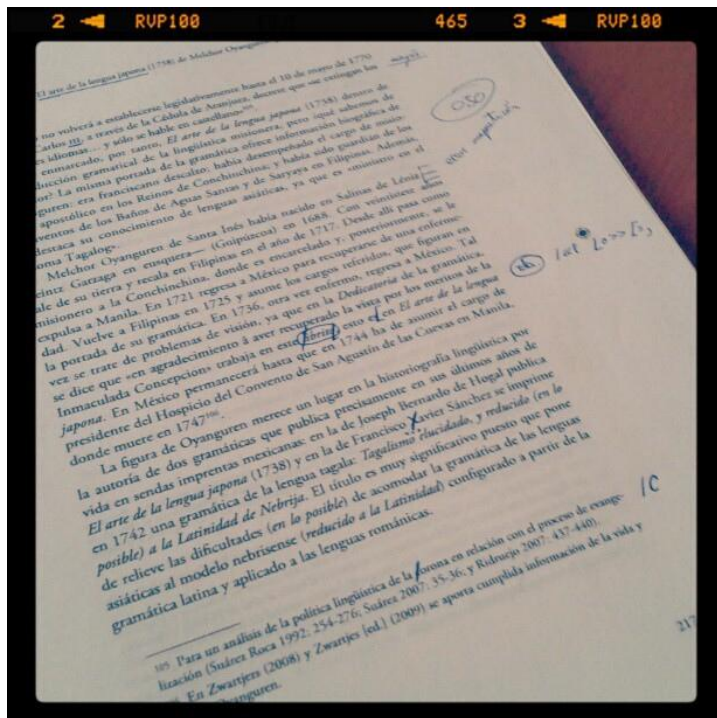 2 RVP100 465 3 RVP100
El arte de la lengua japona (1738) de Melchor Oyanguren
no volverá a establecerse legislativamente hasta el 10 de mayo de 1770
Carlos III, a través de la Cédula de Aranjuez, decrete que «se extingan los
idiomas... y sólo se hable en castellano»
enmarcado, por tanto, El arte de la lengua japona (1738) dentro de
ducción gramatical de la lingüística misionera, pero ¿qué sabemos de
or? La misma portada de la gramática ofrece información biográfica de
guren: era franciscano descalzo; había desempeñado el cargo de misio-
apostólico en los Reinos de Conchinchina; y había sido guardián de los
ventos de los Baños de Aguas Santas y de Saryaya en Filipinas. Además,
destaca su conocimiento de lenguas asiáticas, ya que es «ministro en el
oma Tagalog».
Melchor Oyanguren de Santa Inés había nacido en Salinas de Léniz
Garzaga en eusquera— (Guipúzcoa) en 1688. Con veintisiete años
ale de su tierra y recala en Filipinas en el año de 1717. Desde allí pasa como
misionero a la Conchinchina, donde es encarcelado y, posteriormente, se le
expulsa a Manila. En 1721 regresa a México para recuperarse de una enferme-
dad. Vuelve a Filipinas en 1725 y asume los cargos referidos, que figuran en
la portada de su gramática. En 1736, otra vez enfermo, regresa a México. Tal
vez se trate de problemas de visión, ya que en la Dedicatoria de la gramática,
se dice que «en agradecimiento à aver recuperado la vista por los meritos de la
Inmaculada Concepcion» trabaja en este esto en El arte de la lengua
japona. En México permanecerá hasta que en 1744 ha de asumir el cargo de
presidente del Hospicio del Convento de San Agustín de las Cuevas en Manila,
donde muere en 1747¹⁰⁶.
La figura de Oyanguren merece un lugar en la historiografía lingüística por
la autoría de dos gramáticas que publica precisamente en sus últimos años de
vida en sendas imprentas mexicanas: en la de Joseph Bernardo de Hogal publica
El arte de la lengua japona (1738) y en la de Francisco Xavier Sánchez se imprime
en 1742 una gramática de la lengua tagala: Tagalismo elucidado, y reducido (en lo
posible) a la Latinidad de Nebrija. El título es muy significativo puesto que pone
de relieve las dificultades (en lo posible) de acomodar la gramática de las lenguas
asiáticas al modelo nebrisense (reducido a la Latinidad) configurado a partir de la
gramática latina y aplicado a las lenguas románicas.
/C
105 Para un análisis de la política lingüística de la corona en relación con el proceso de evange-
lización (Suárez Roca 1992: 254-276; Suárez 2007: 35-36; y Ridruejo 2007: 437-440).
En Zwartjes (2008) y Zwartjes [ed.] (2009) se aporta cumplida información de la vida y
anguren.
217